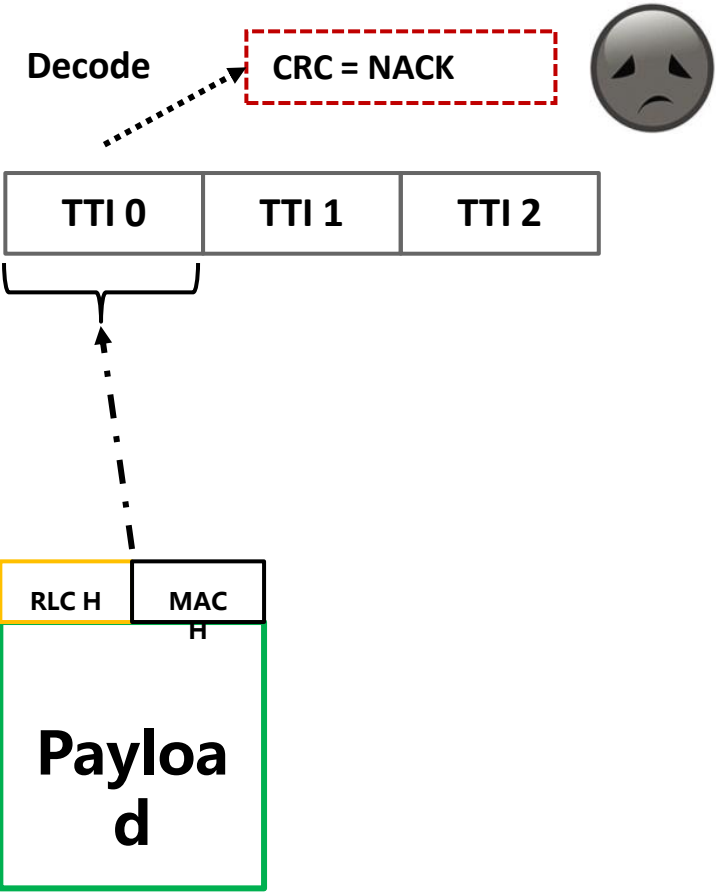 Decode
CRC = NACK
TTI 0
TTI 1
TTI 2
RLC H
MAC
H
Payloa
d